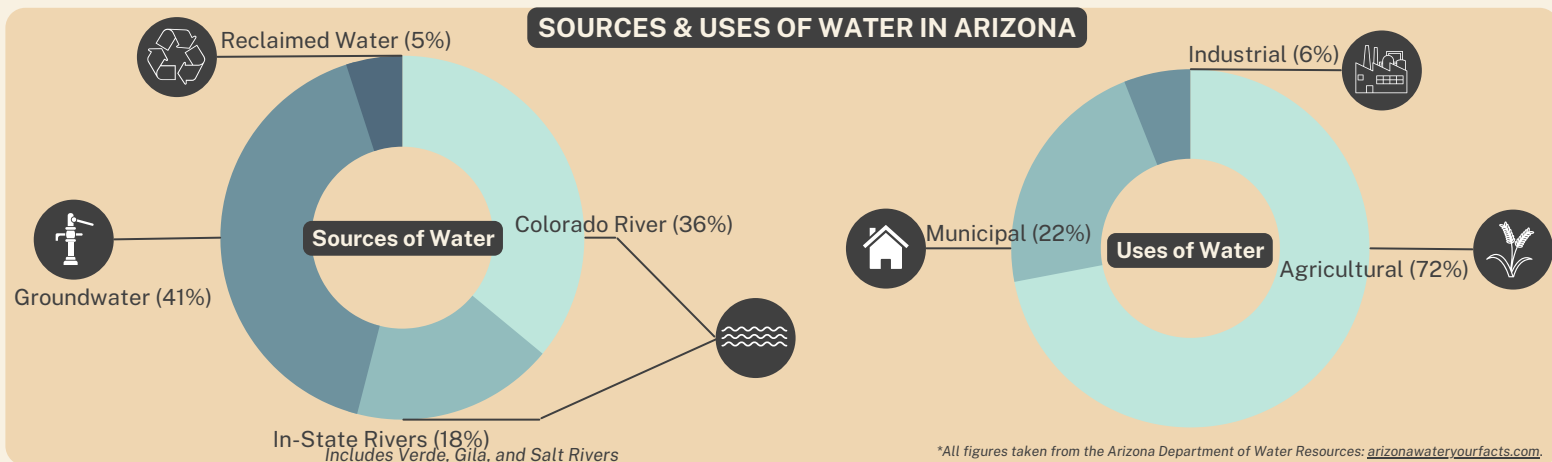 SOURCES & USES OF WATER IN ARIZONA
Reclaimed Water (5%)
Sources of Water
Colorado River (36%)
Groundwater (41%)
In-State Rivers (18%)
Includes Verde, Gila, and Salt Rivers
Industrial (6%)
Municipal (22%)
Uses of Water
Agricultural (72%)
*All figures taken from the Arizona Department of Water Resources: arizonawateryourfacts.com.